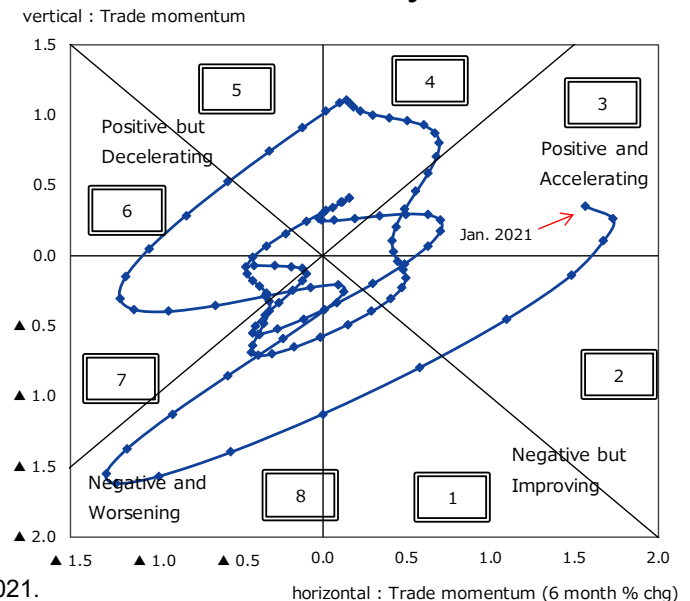 vertical : Trade momentum
1.5
1.0
0.5
0.0
▲ 0.5
▲ 1.0
▲ 1.5
▲ 2.0
5
4
3
Positive but
Decelerating
Positive and
Accelerating
6
Jan. 2021
7
2
Negative and
Worsening
8
1
Negative but
Improving
▲ 1.5
▲ 1.0
▲ 0.5
0.0
0.5
1.0
1.5
2.0
021.
horizontal : Trade momentum (6 month % chg)